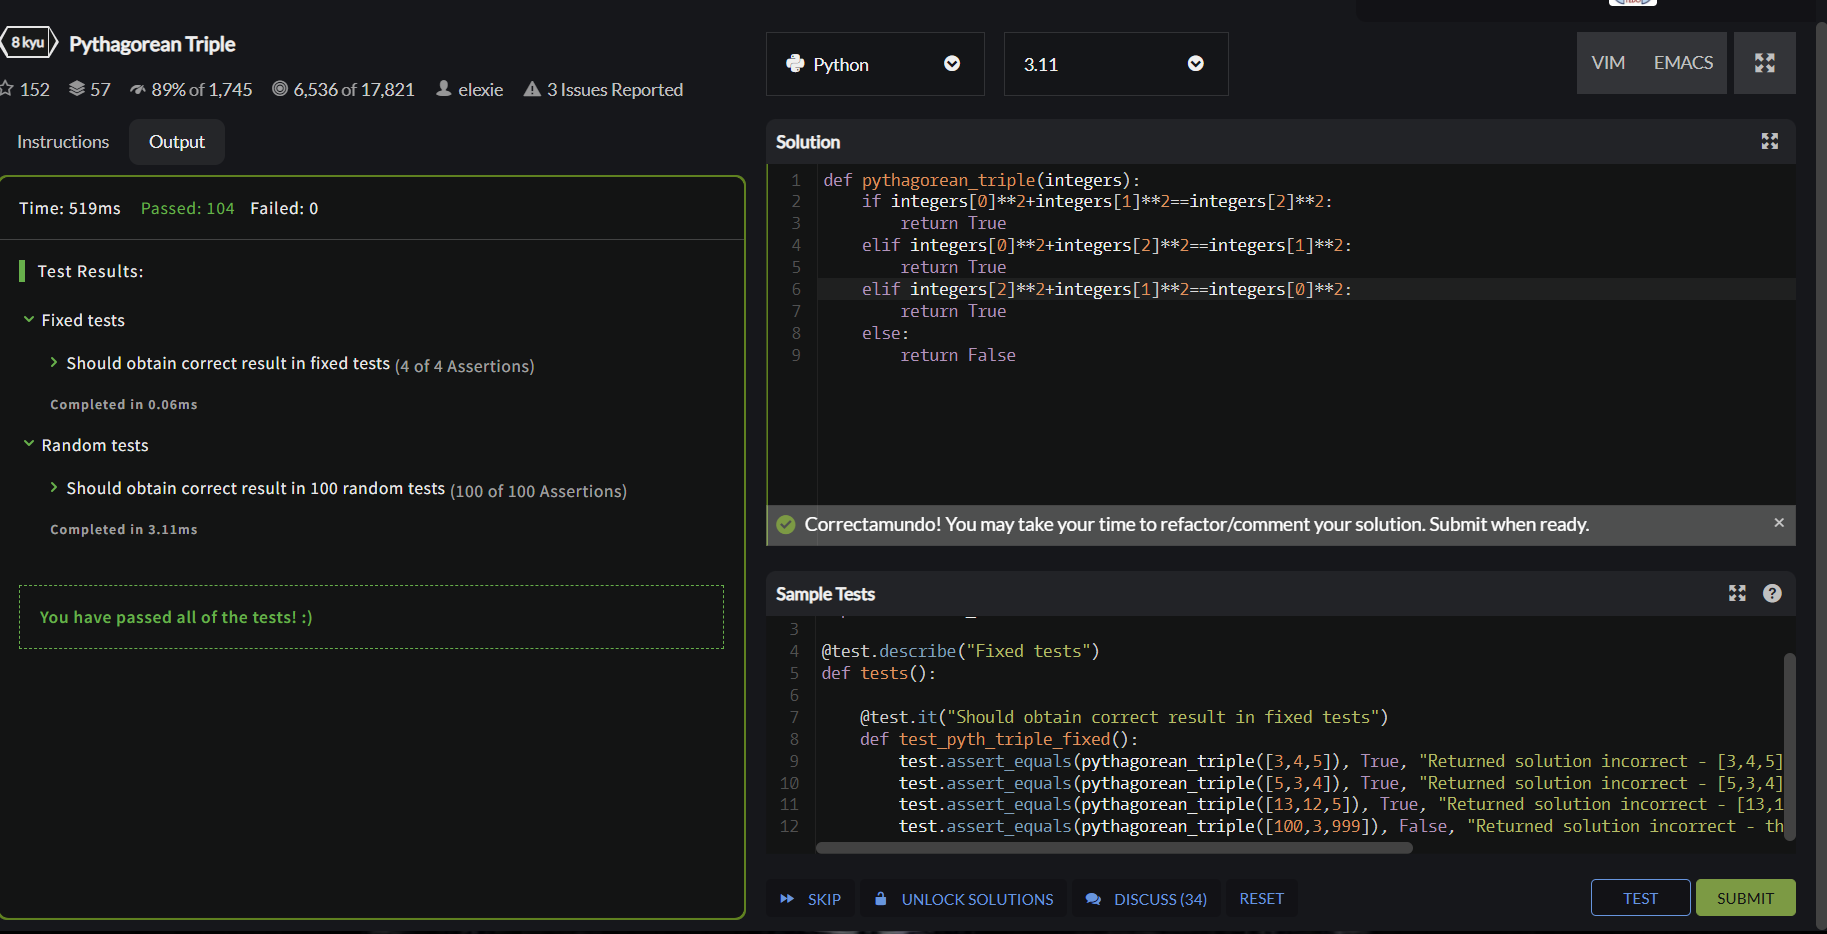 8 kyu Pythagorean Triple
152 57 89% of 1,745 6,536 of 17,821 elexie 3 Issues Reported
Instructions Output
Time: 519ms Passed: 104 Failed: 0
Test Results:
Fixed tests
Should obtain correct result in fixed tests (4 of 4 Assertions)
Completed in 0.06ms
Random tests
Should obtain correct result in 100 random tests (100 of 100 Assertions)
Completed in 3.11ms
You have passed all of the tests! :)
Python 3.11 VIM EMACS
Solution
1 def pythagorean_triple(integers):
2 if integers[0]**2+integers[1]**2==integers[2]**2:
3 return True
4 elif integers[0]**2+integers[2]**2==integers[1]**2:
5 return True
6 elif integers[2]**2+integers[1]**2==integers[0]**2:
7 return True
8 else:
9 return False
Correctamundo! You may take your time to refactor/comment your solution. Submit when ready. ×
Sample Tests ?
3
4 @test.describe("Fixed tests")
5 def tests():
6
7 @test.it("Should obtain correct result in fixed tests")
8 def test_pyth_triple_fixed():
9 test.assert_equals(pythagorean_triple([3,4,5]), True, "Returned solution incorrect - [3,4,5]
10 test.assert_equals(pythagorean_triple([5,3,4]), True, "Returned solution incorrect - [5,3,4]
11 test.assert_equals(pythagorean_triple([13,12,5]), True, "Returned solution incorrect - [13,1
12 test.assert_equals(pythagorean_triple([100,3,999]), False, "Returned solution incorrect - th
SKIP UNLOCK SOLUTIONS DISCUSS (34) RESET TEST SUBMIT